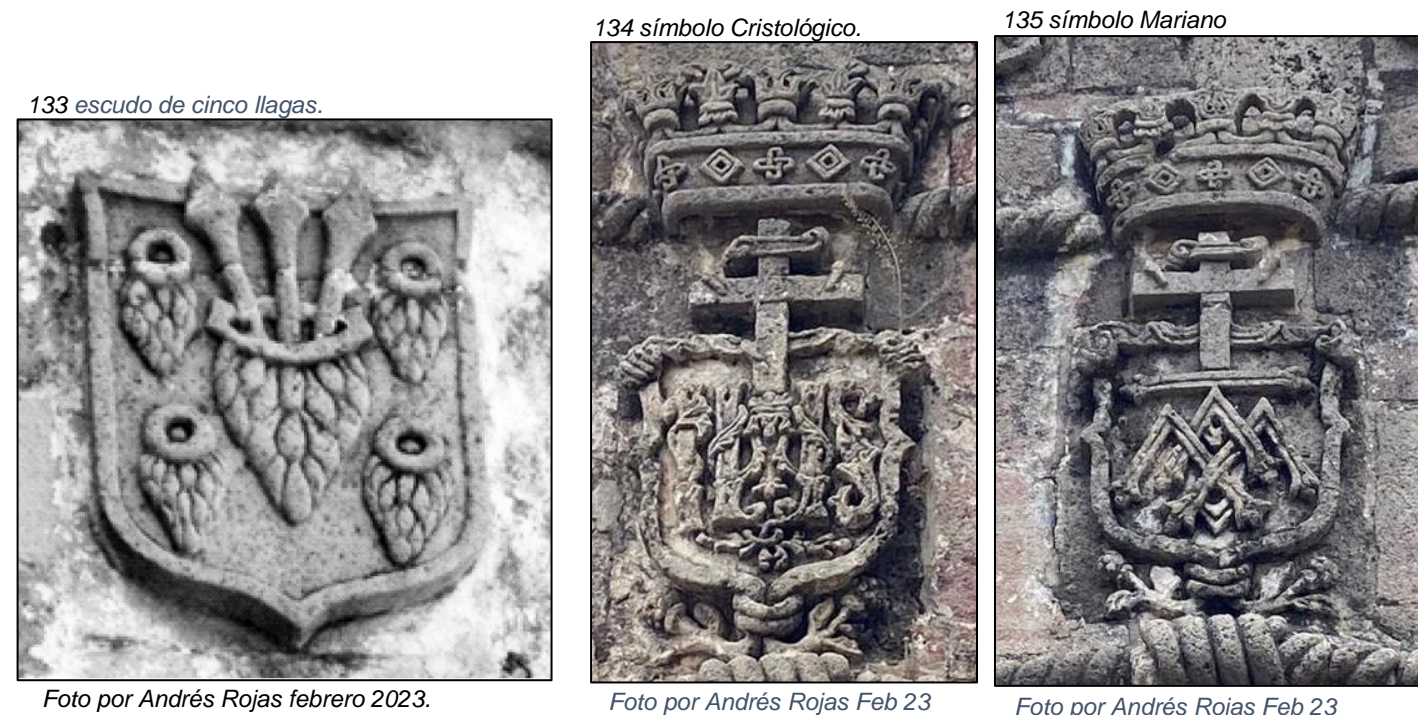 134 símbolo Cristológico.
135 símbolo Mariano
133 escudo de cinco llagas.
Foto por Andrés Rojas febrero 2023.
Foto por Andrés Rojas Feb 23
Foto por Andrés Rojas Feb 23